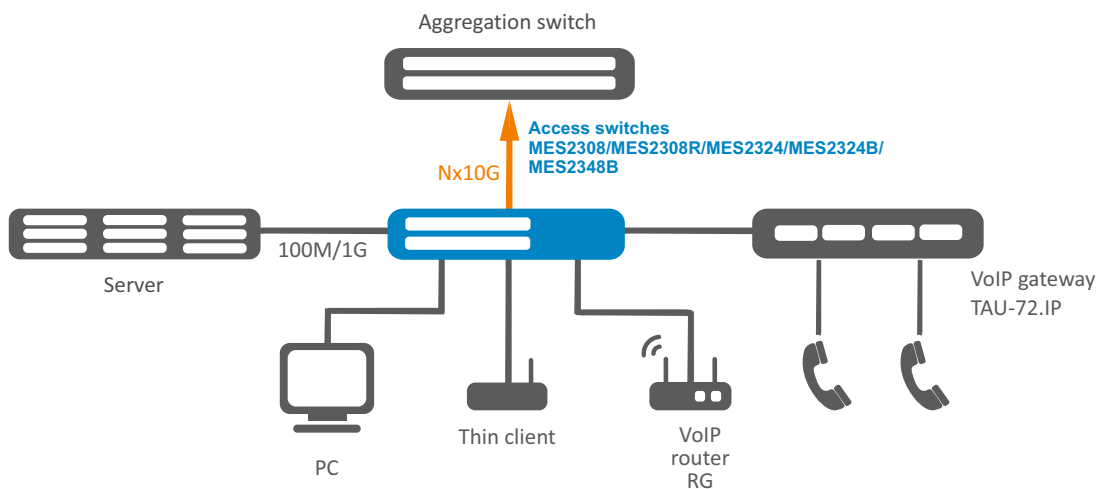 Aggregation switch
Access switches
MES2308/MES2308R/MES2324/MES2324B/
MES2348B
Nx10G
100M/1G
Server
VoIP gateway
TAU-72.IP
PC
Thin client
VoIP
router
RG